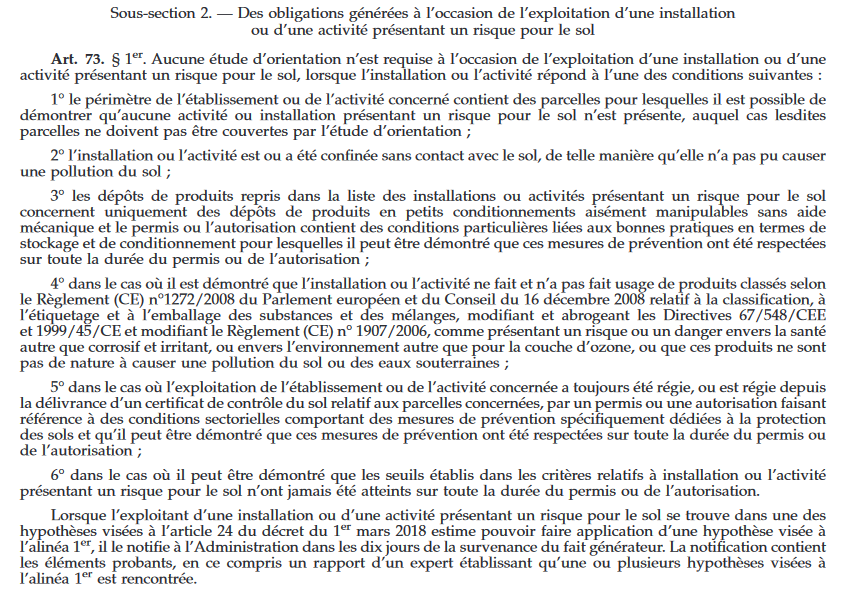 Sous-section 2. — Des obligations générées à l'occasion de l'exploitation d'une installation
ou d'une activité présentant un risque pour le sol
Art. 73. § 1er. Aucune étude d'orientation n'est requise à l'occasion de l'exploitation d'une installation ou d'une
activité présentant un risque pour le sol, lorsque l'installation ou l'activité répond à l'une des conditions suivantes :
1° le périmètre de l'établissement ou de l'activité concerné contient des parcelles pour lesquelles il est possible de
démontrer qu'aucune activité ou installation présentant un risque pour le sol n'est présente, auquel cas lesdites
parcelles ne doivent pas être couvertes par l'étude d'orientation ;
2° l'installation ou l'activité est ou a été confinée sans contact avec le sol, de telle manière qu'elle n'a pas pu causer
une pollution du sol ;
3° les dépôts de produits repris dans la liste des installations ou activités présentant un risque pour le sol
concernent uniquement des dépôts de produits en petits conditionnements aisément manipulables sans aide
mécanique et le permis ou l'autorisation contient des conditions particulières liées aux bonnes pratiques en termes de
stockage et de conditionnement pour lesquelles il peut être démontré que ces mesures de prévention ont été respectées
sur toute la durée du permis ou de l'autorisation ;
4° dans le cas où il est démontré que l'installation ou l'activité ne fait et n'a pas fait usage de produits classés selon
le Règlement (CE) n°1272/2008 du Parlement européen et du Conseil du 16 décembre 2008 relatif à la classification, à
l'étiquetage et à l'emballage des substances et des mélanges, modifiant et abrogeant les Directives 67/548/CEE
et 1999/45/CE et modifiant le Règlement (CE) n° 1907/2006, comme présentant un risque ou un danger envers la santé
autre que corrosif et irritant, ou envers l'environnement autre que pour la couche d'ozone, ou que ces produits ne sont
pas de nature à causer une pollution du sol ou des eaux souterraines ;
5° dans le cas où l'exploitation de l'établissement ou de l'activité concernée a toujours été régie, ou est régie depuis
la délivrance d'un certificat de contrôle du sol relatif aux parcelles concernées, par un permis ou une autorisation faisant
référence à des conditions sectorielles comportant des mesures de prévention spécifiquement dédiées à la protection
des sols et qu'il peut être démontré que ces mesures de prévention ont été respectées sur toute la durée du permis ou
de l'autorisation ;
6° dans le cas où il peut être démontré que les seuils établis dans les critères relatifs à installation ou l'activité
présentant un risque pour le sol n'ont jamais été atteints sur toute la durée du permis ou de l'autorisation.
Lorsque l'exploitant d'une installation ou d'une activité présentant un risque pour le sol se trouve dans une des
hypothèses visées à l'article 24 du décret du 1er mars 2018 estime pouvoir faire application d'une hypothèse visée à
l'alinéa 1er, il le notifie à l'Administration dans les dix jours de la survenance du fait générateur. La notification contient
les éléments probants, en ce compris un rapport d'un expert établissant qu'une ou plusieurs hypothèses visées à
l'alinéa 1er est rencontrée.